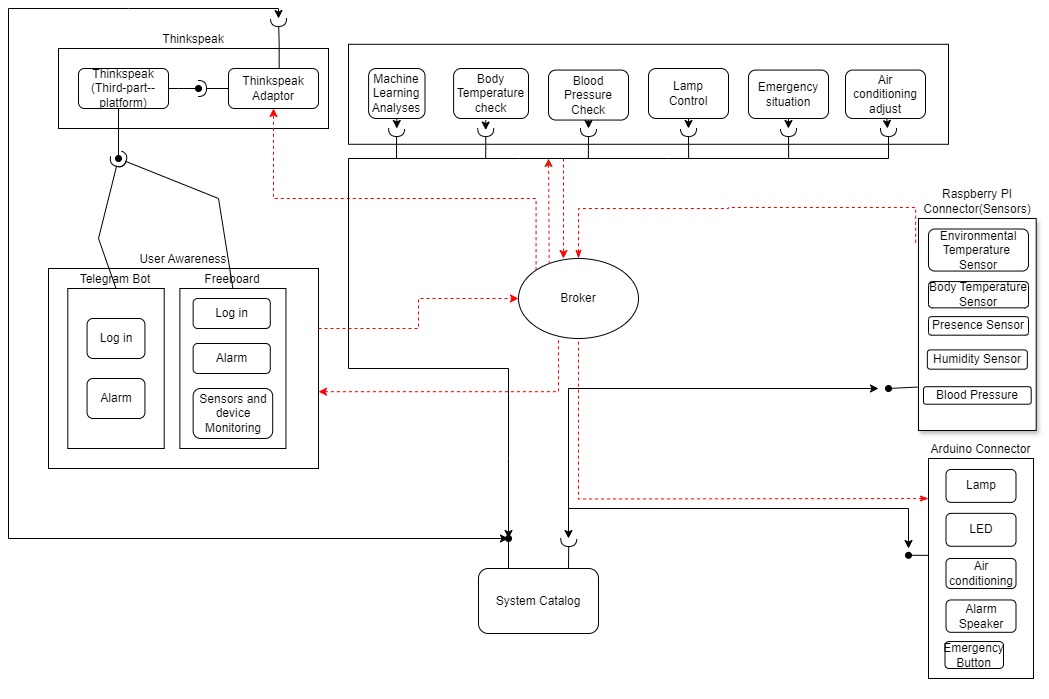 Thinkspeak
Thinkspeak
(Third-part--
platform)
Thinkspeak
Adaptor
Machine
Learning
Analyses
Body
Temperature
check
Blood
Pressure
Check
Lamp
Control
Emergency
situation
Air
conditioning
adjust
Raspberry PI
Connector(Sensors)
Environmental
Temperature
Sensor
Body Temperature
Sensor
Presence Sensor
Humidity Sensor
Blood Pressure
User Awareness
Telegram Bot
Log in
Alarm
Freeboard
Log in
Alarm
Sensors and
device
Monitoring
Broker
Arduino Connector
Lamp
LED
Air
conditioning
Alarm
Speaker
Emergency
Button
System Catalog